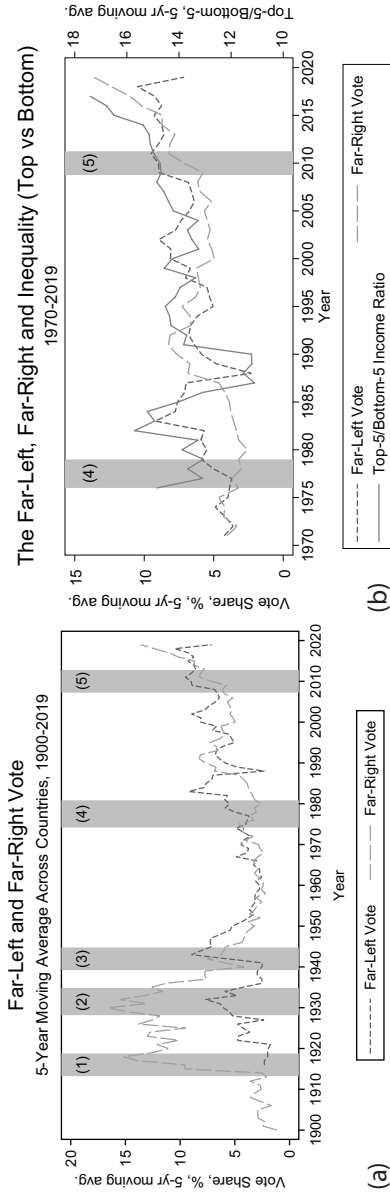 Far-Left and Far-Right Vote
5-Year Moving Average Across Countries, 1900-2019
Vote Share, %, 5-yr moving avg.
20
15
10
5
0
(1)
(2)
(3)
(4)
(5)
1900 1910 1920 1930 1940 1950 1960 1970 1980 1990 2000 2010 2020
Year
Far-Left Vote
Far-Right Vote
(a)
The Far-Left, Far-Right and Inequality (Top vs Bottom)
1970-2019
Vote Share, %, 5-yr moving avg.
15
10
5
0
(4)
(5)
Top-5/Bottom-5, 5-yr moving avg.
18
17
16
15
14
13
12
11
10
1970 1975 1980 1985 1990 1995 2000 2005 2010 2015 2020
Year
Far-Left Vote
Far-Right Vote
Top-5/Bottom-5 Income Ratio
(b)